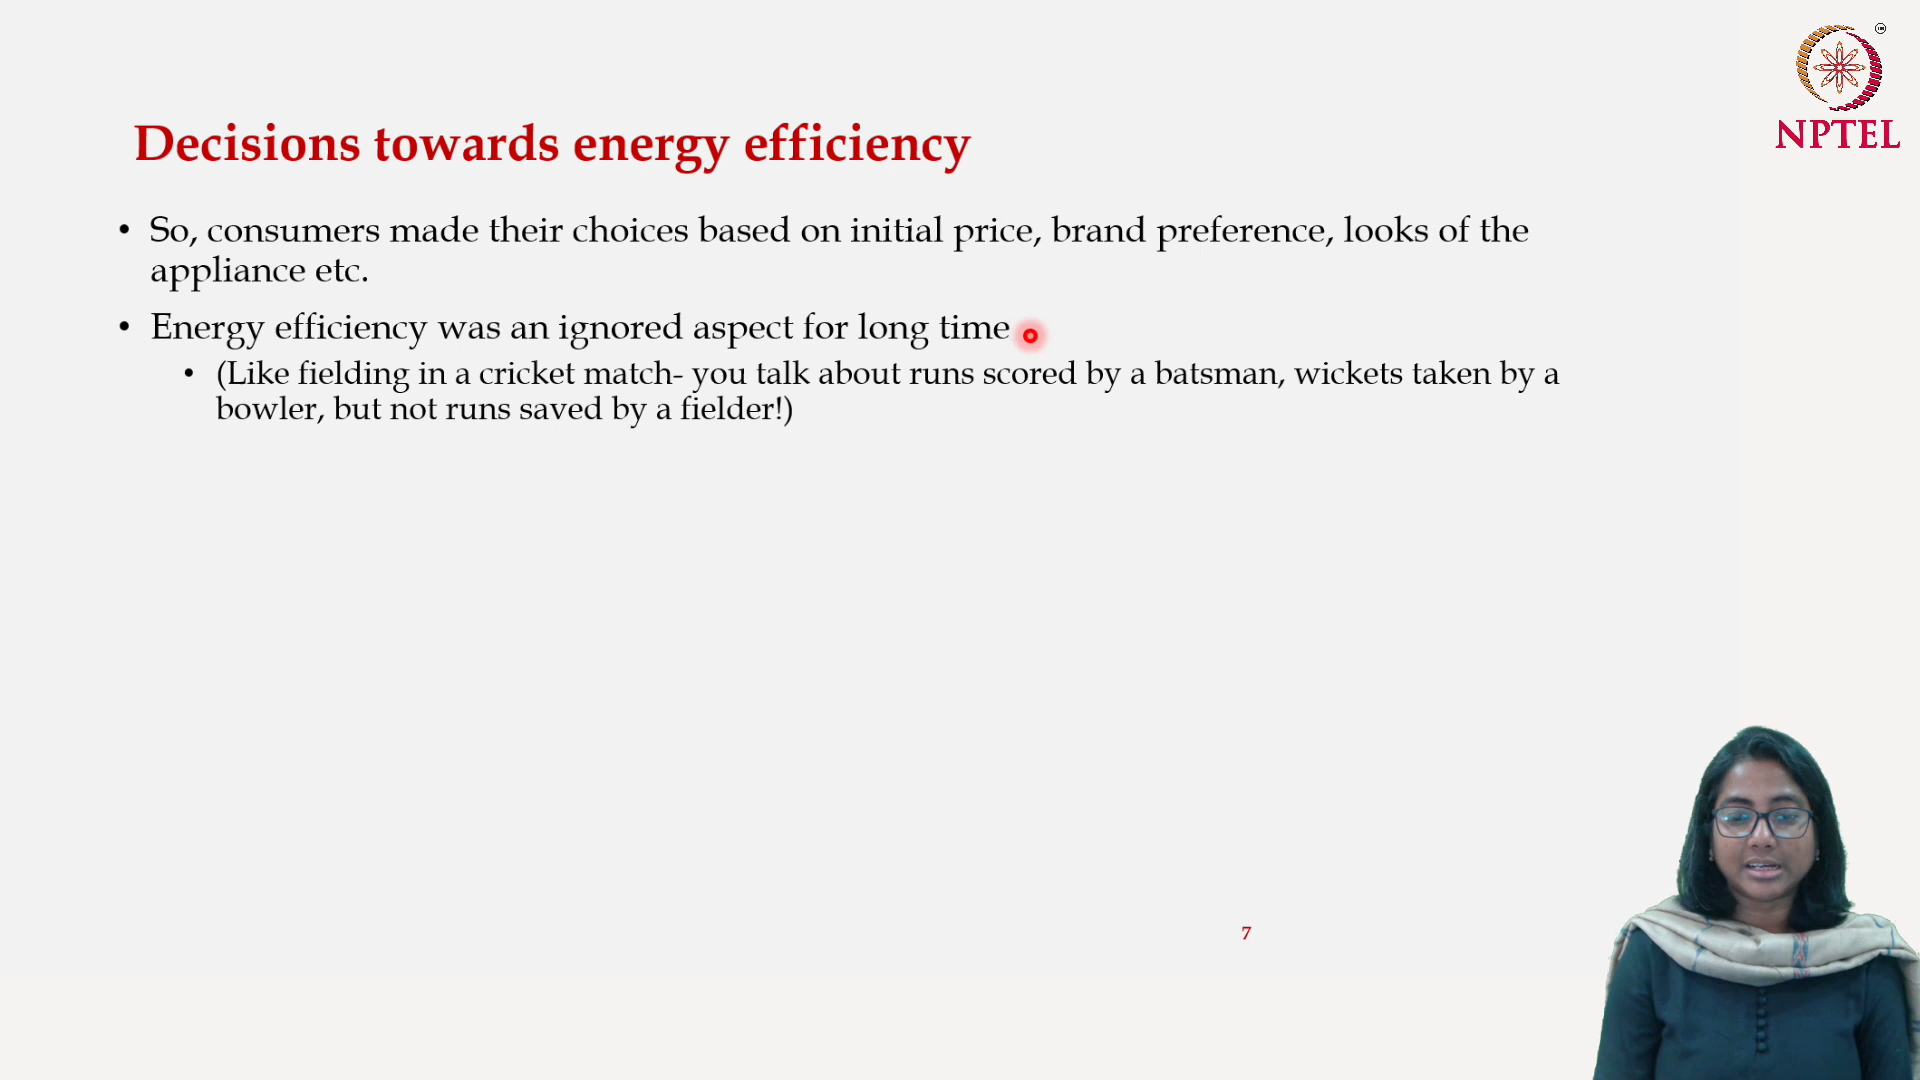 NPTEL
Decisions towards energy efficiency
• So, consumers made their choices based on initial price, brand preference, looks of the
appliance etc.
• Energy efficiency was an ignored aspect for long time
• (Like fielding in a cricket match- you talk about runs scored by a batsman, wickets taken by a
bowler, but not runs saved by a fielder!)
7